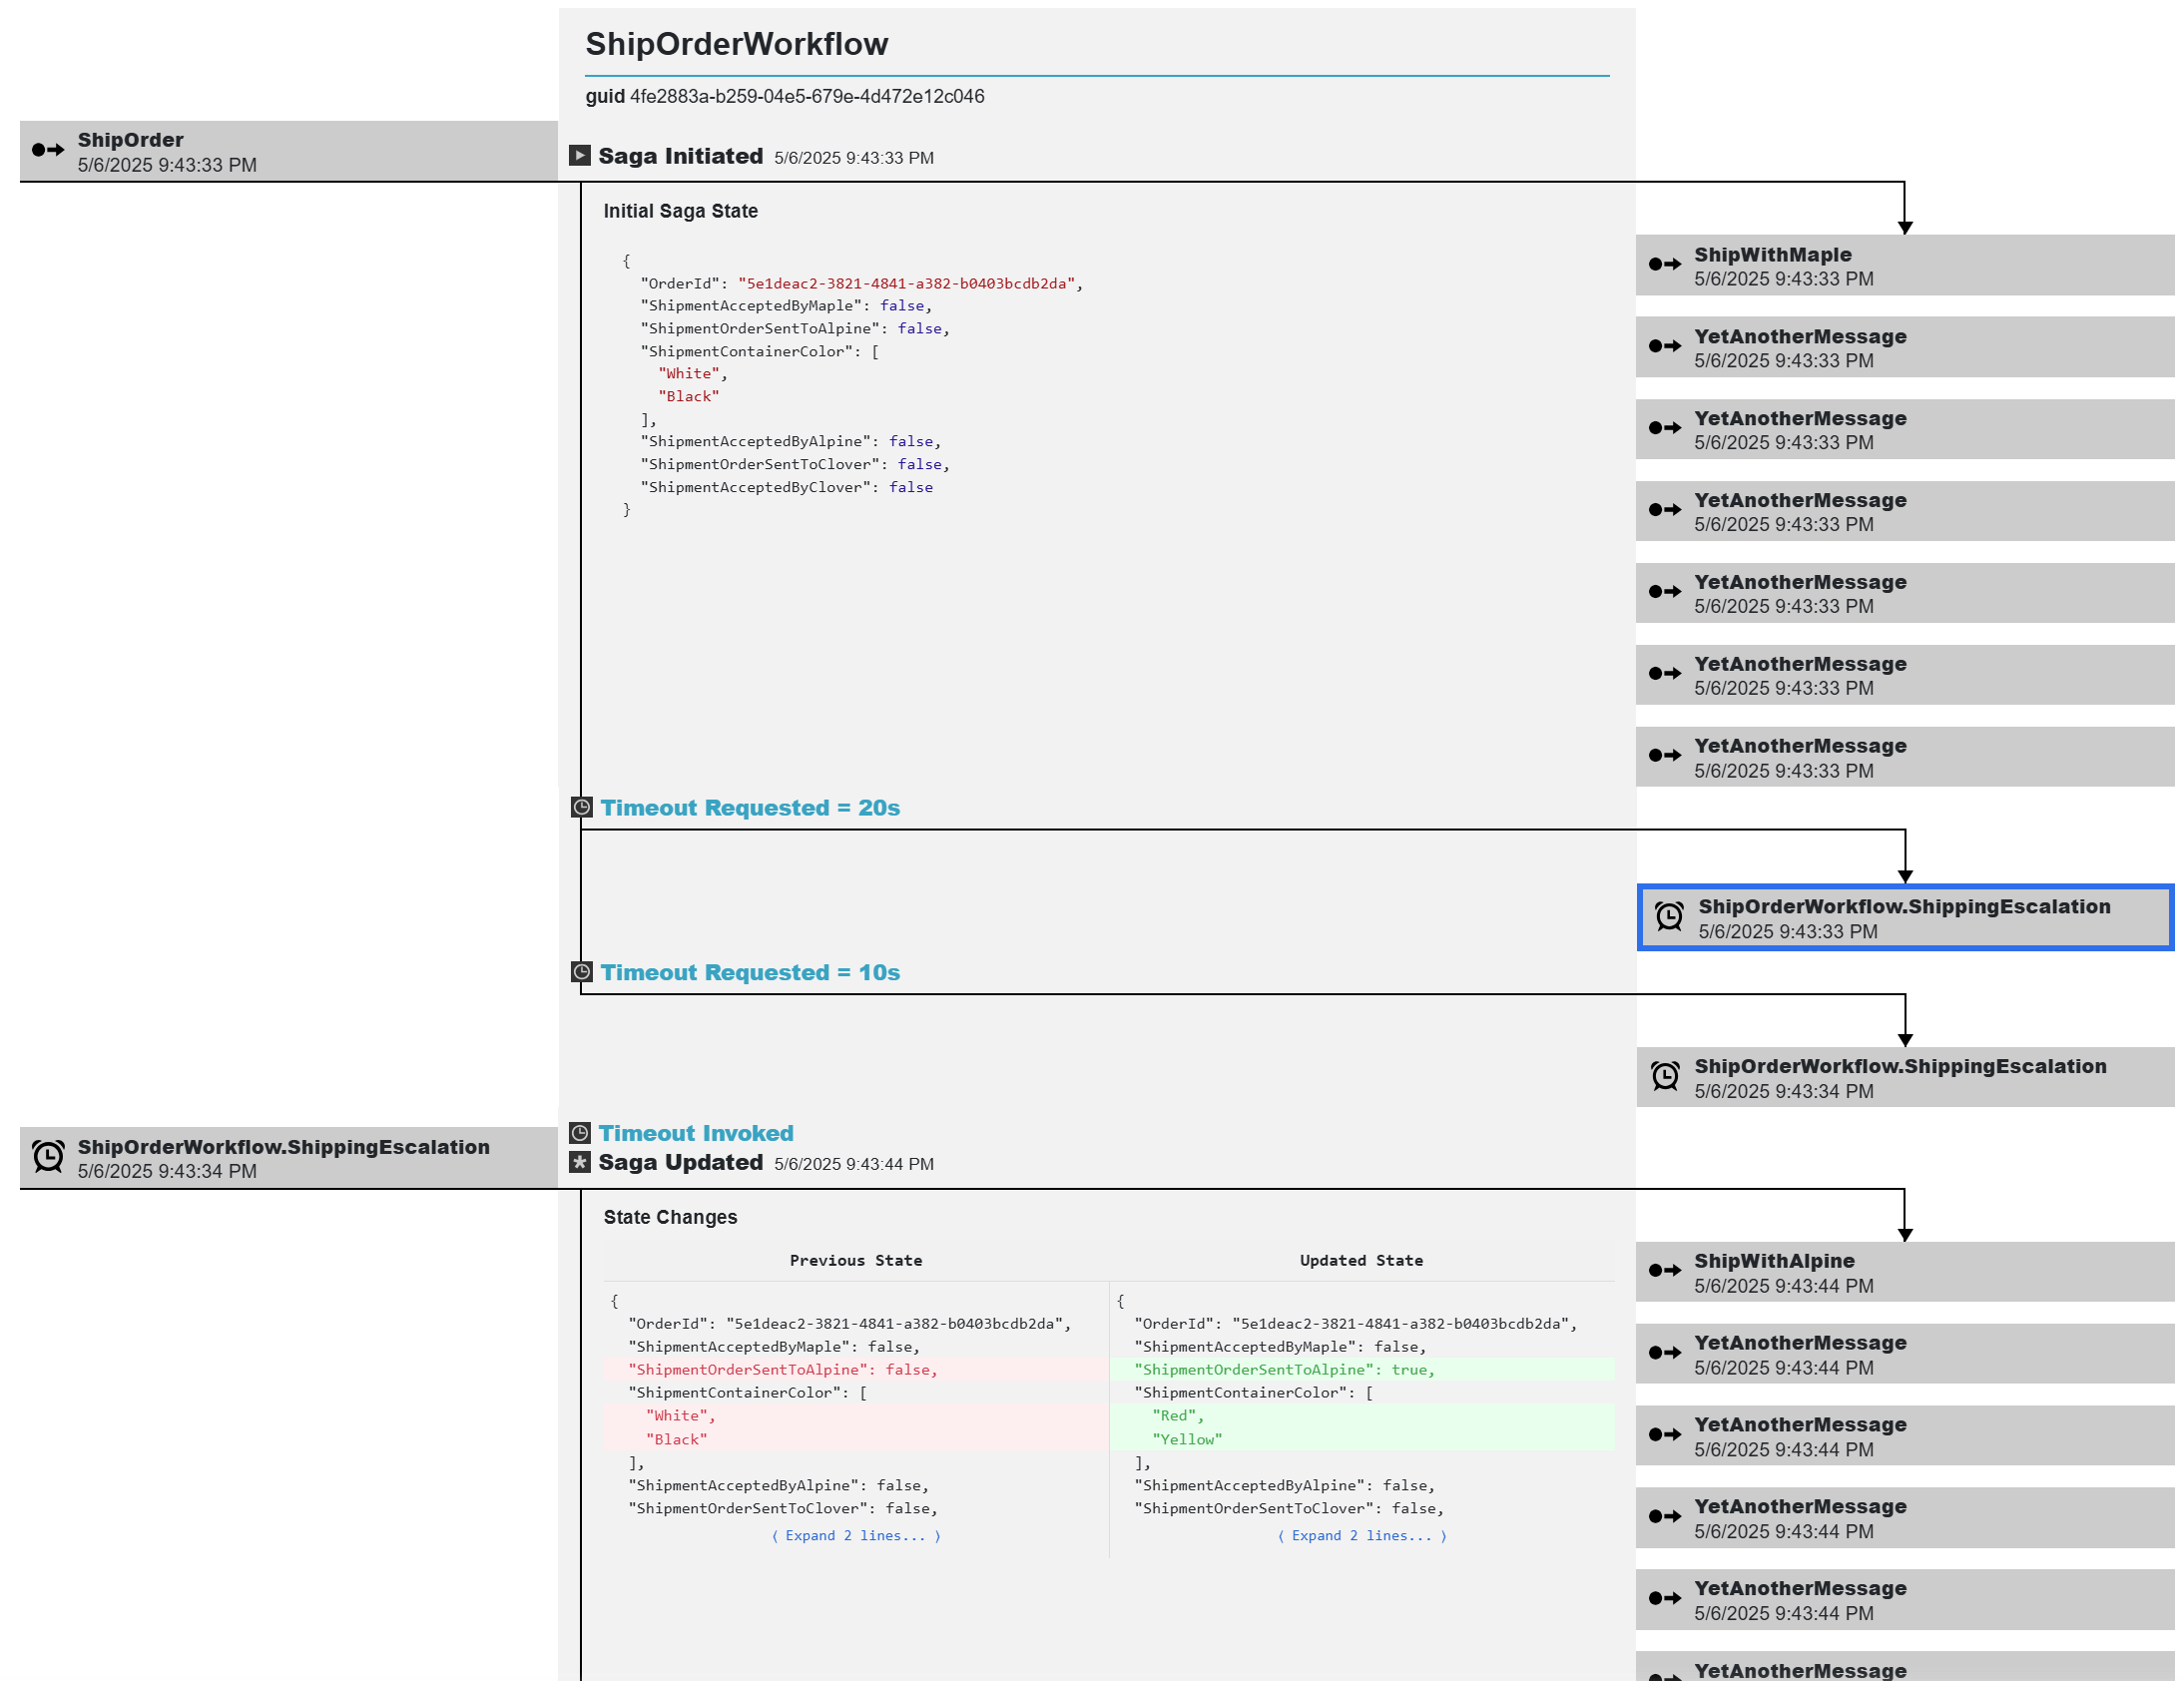 ShipOrderWorkflow
guid 4fe2883a-b259-04e5-679e-4d472e12c046
ShipOrder
5/6/2025 9:43:33 PM
Saga Initiated 5/6/2025 9:43:33 PM
Initial Saga State
{
"OrderId": "5e1deac2-3821-4841-a382-b0403bcdb2da",
"ShipmentAcceptedByMaple": false,
"ShipmentOrderSentToAlpine": false,
"ShipmentContainerColor": [
"White",
"Black"
],
"ShipmentAcceptedByAlpine": false,
"ShipmentOrderSentToClover": false,
"ShipmentAcceptedByClover": false
}
ShipWithMaple
5/6/2025 9:43:33 PM
YetAnotherMessage
5/6/2025 9:43:33 PM
YetAnotherMessage
5/6/2025 9:43:33 PM
YetAnotherMessage
5/6/2025 9:43:33 PM
YetAnotherMessage
5/6/2025 9:43:33 PM
YetAnotherMessage
5/6/2025 9:43:33 PM
YetAnotherMessage
5/6/2025 9:43:33 PM
Timeout Requested = 20s
ShipOrderWorkflow.ShippingEscalation
5/6/2025 9:43:33 PM
Timeout Requested = 10s
ShipOrderWorkflow.ShippingEscalation
5/6/2025 9:43:34 PM
ShipOrderWorkflow.ShippingEscalation
5/6/2025 9:43:34 PM
Timeout Invoked
Saga Updated 5/6/2025 9:43:44 PM
State Changes
Previous State
{
"OrderId": "5e1deac2-3821-4841-a382-b0403bcdb2da",
"ShipmentAcceptedByMaple": false,
"ShipmentOrderSentToAlpine": false,
"ShipmentContainerColor": [
"White",
"Black"
],
"ShipmentAcceptedByAlpine": false,
"ShipmentOrderSentToClover": false,
⟨ Expand 2 lines... ⟩
Updated State
{
"OrderId": "5e1deac2-3821-4841-a382-b0403bcdb2da",
"ShipmentAcceptedByMaple": false,
"ShipmentOrderSentToAlpine": true,
"ShipmentContainerColor": [
"Red",
"Yellow"
],
"ShipmentAcceptedByAlpine": false,
"ShipmentOrderSentToClover": false,
⟨ Expand 2 lines... ⟩
ShipWithAlpine
5/6/2025 9:43:44 PM
YetAnotherMessage
5/6/2025 9:43:44 PM
YetAnotherMessage
5/6/2025 9:43:44 PM
YetAnotherMessage
5/6/2025 9:43:44 PM
YetAnotherMessage
5/6/2025 9:43:44 PM
YetAnotherMessage